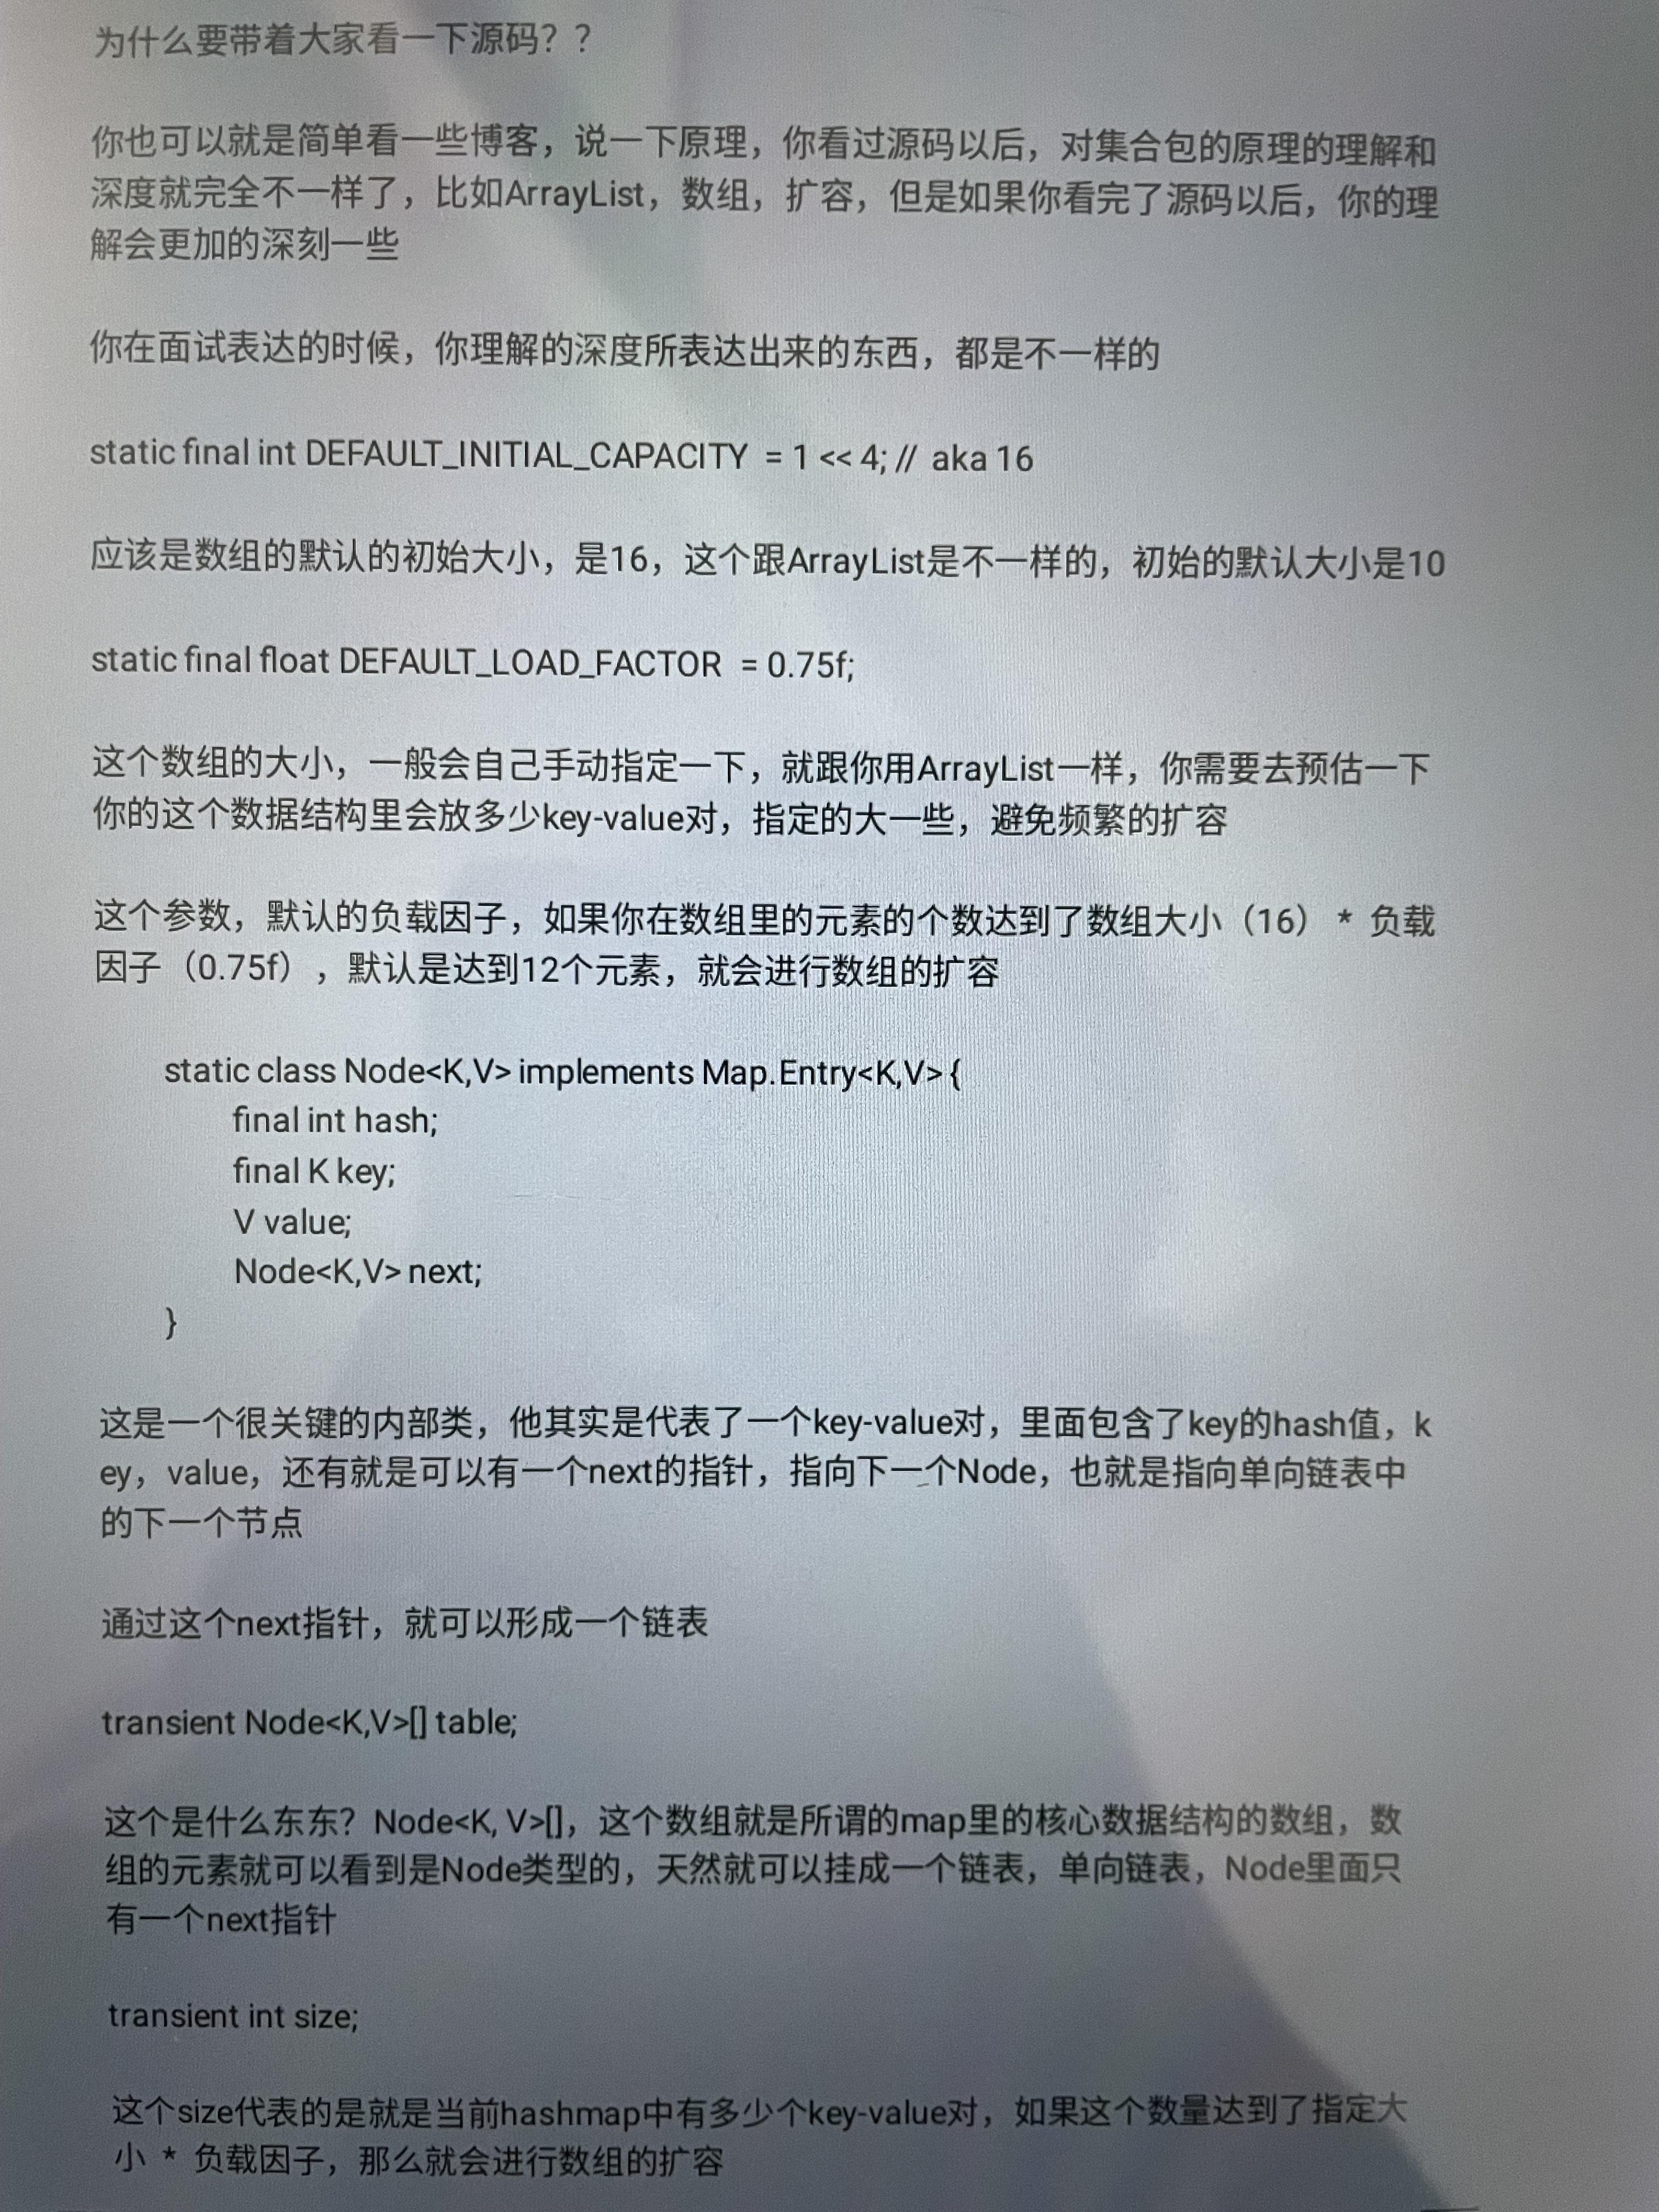 为什么要带着大家看一下源码？？
你也可以就是简单看一些博客，说一下原理，你看过源码以后，对集合包的原理的理解和
深度就完全不一样了，比如ArrayList，数组，扩容，但是如果你看完了源码以后，你的理
解会更加的深刻一些
你在面试表达的时候，你理解的深度所表达出来的东西，都是不一样的
static final int DEFAULT_INITIAL_CAPACITY = 1 << 4; // aka 16
应该是数组的默认的初始大小，是16，这个跟ArrayList是不一样的，初始的默认大小是10
static final float DEFAULT_LOAD_FACTOR = 0.75f;
这个数组的大小，一般会自己手动指定一下，就跟你用ArrayList一样，你需要去预估一下
你的这个数据结构里会放多少key-value对，指定的大一些，避免频繁的扩容
这个参数，默认的负载因子，如果你在数组里的元素的个数达到了数组大小（16） * 负载
因子（0.75f），默认是达到12个元素，就会进行数组的扩容
static class Node<K,V> implements Map.Entry<K,V> {
final int hash;
final K key;
V value;
Node<K,V> next;
}
这是一个很关键的内部类，他其实是代表了一个key-value对，里面包含了key的hash值，k
ey，value，还有就是可以有一个next的指针，指向下一个Node，也就是指向单向链表中
的下一个节点
通过这个next指针，就可以形成一个链表
transient Node<K,V>[] table;
这个是什么东东？Node<K, V>[]，这个数组就是所谓的map里的核心数据结构的数组，数
组的元素就可以看到是Node类型的，天然就可以挂成一个链表，单向链表，Node里面只
有一个next指针
transient int size;
这个size代表的是就是当前hashmap中有多少个key-value对，如果这个数量达到了指定大
小 * 负载因子，那么就会进行数组的扩容